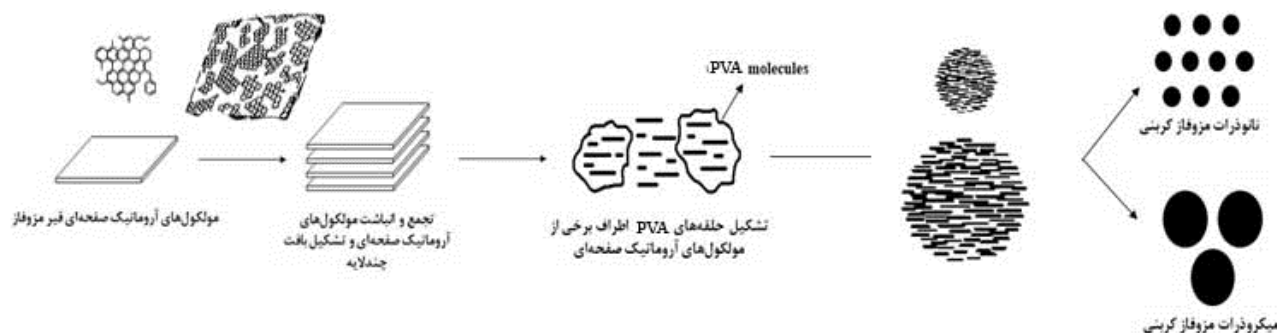 مولکول‌های آروماتیک صفحه‌ای قیر مزوفاز
تجمع و انباشت مولکول‌های
آروماتیک صفحه‌ای و تشکیل بافت
چندلایه
PVA molecules
تشکیل حلقه‌های PVA اطراف برخی از
مولکول‌های آروماتیک صفحه‌ای
نانوذرات مزوفاز کربنی
میکروذرات مزوفاز کربنی